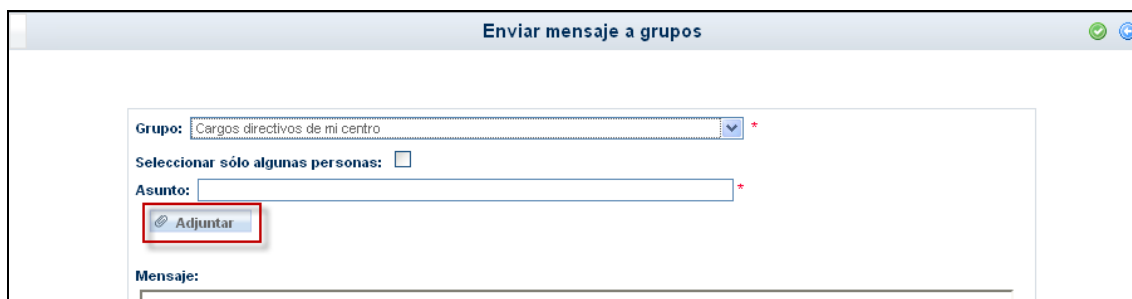 Enviar mensaje a grupos
Grupo: Cargos directivos de mi centro *
Seleccionar sólo algunas personas:
Asunto: *
Adjuntar
Mensaje: